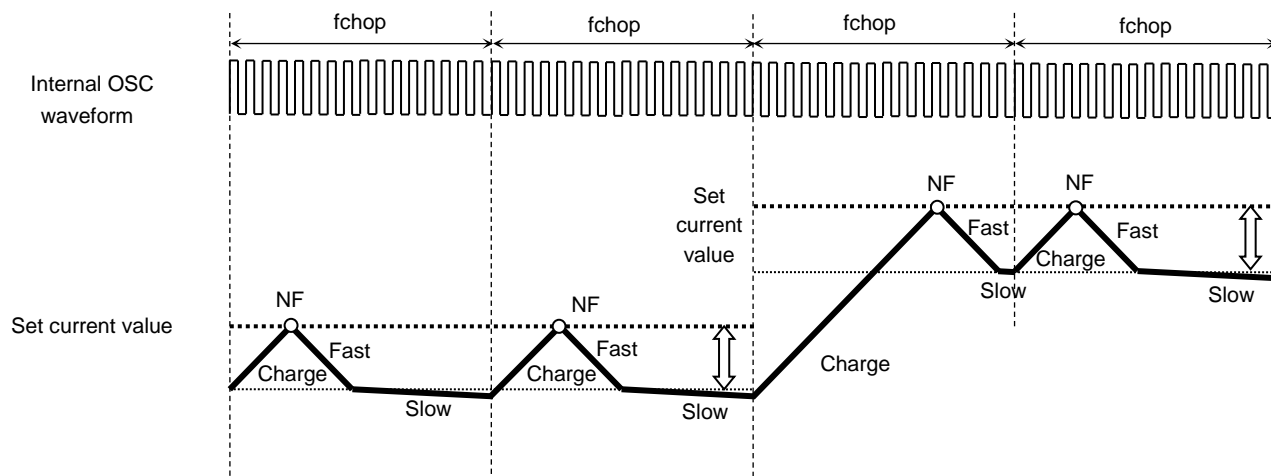 fchop
fchop
fchop
fchop
Internal OSC
waveform
Set
current
value
NF
NF
Fast
Fast
Charge
Slow
Slow
Set current value
NF
NF
Fast
Fast
Charge
Charge
Charge
Slow
Slow